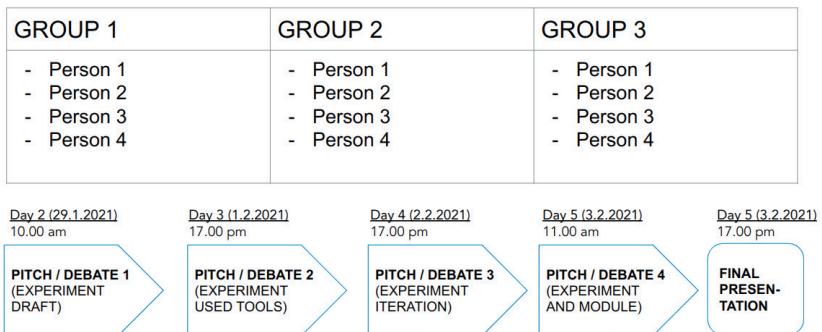 GROUP 1
- Person 1
- Person 2
- Person 3
- Person 4
GROUP 2
- Person 1
- Person 2
- Person 3
- Person 4
GROUP 3
- Person 1
- Person 2
- Person 3
- Person 4
Day 2 (29.1.2021)
10.00 am
PITCH / DEBATE 1
(EXPERIMENT
DRAFT)
Day 3 (1.2.2021)
17.00 pm
PITCH / DEBATE 2
(EXPERIMENT
USED TOOLS)
Day 4 (2.2.2021)
17.00 pm
PITCH / DEBATE 3
(EXPERIMENT
ITERATION)
Day 5 (3.2.2021)
11.00 am
PITCH / DEBATE 4
(EXPERIMENT
AND MODULE)
Day 5 (3.2.2021)
17.00 pm
FINAL
PRESEN-
TATION